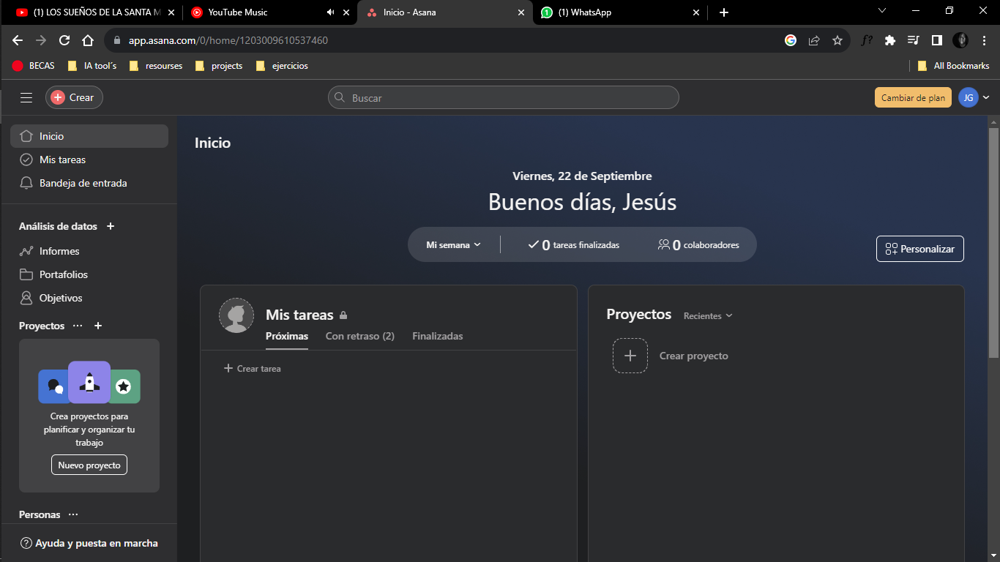 (1) LOS SUEÑOS DE LA SANTA M
YouTube Music
Inicio - Asana
(1) WhatsApp
app.asana.com/0/home/1203009610537460
f?
BECAS
IA tool´s
resourses
projects
ejercicios
All Bookmarks
Crear
Buscar
Cambiar de plan
JG
Inicio
Mis tareas
Bandeja de entrada
Análisis de datos
Informes
Portafolios
Objetivos
Proyectos
Crea proyectos para
planificar y organizar tu
trabajo
Nuevo proyecto
Personas
Ayuda y puesta en marcha
Inicio
Viernes, 22 de Septiembre
Buenos días, Jesús
Mi semana
0 tareas finalizadas
0 colaboradores
Personalizar
Mis tareas
Próximas
Con retraso (2)
Finalizadas
Crear tarea
Proyectos
Recientes
Crear proyecto